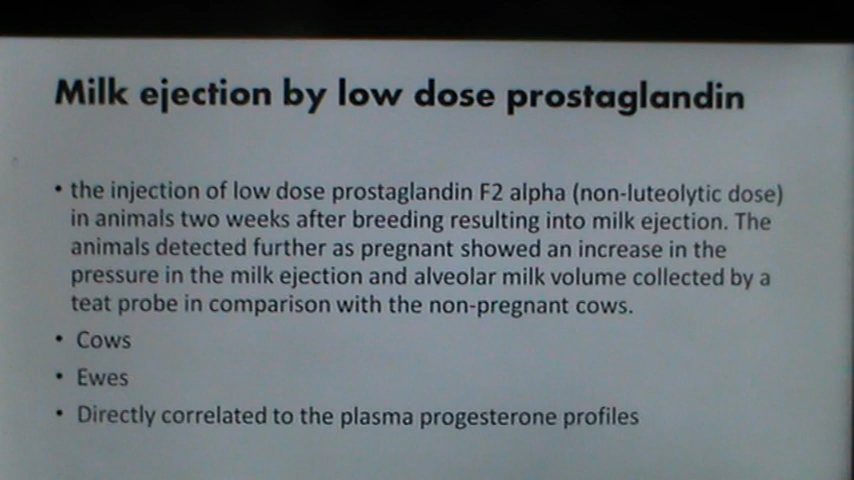 Milk ejection by low dose prostaglandin
• the injection of low dose prostaglandin F2 alpha (non-luteolytic dose)
in animals two weeks after breeding resulting into milk ejection. The
animals detected further as pregnant showed an increase in the
pressure in the milk ejection and alveolar milk volume collected by a
teat probe in comparison with the non-pregnant cows.
• Cows
• Ewes
• Directly correlated to the plasma progesterone profiles